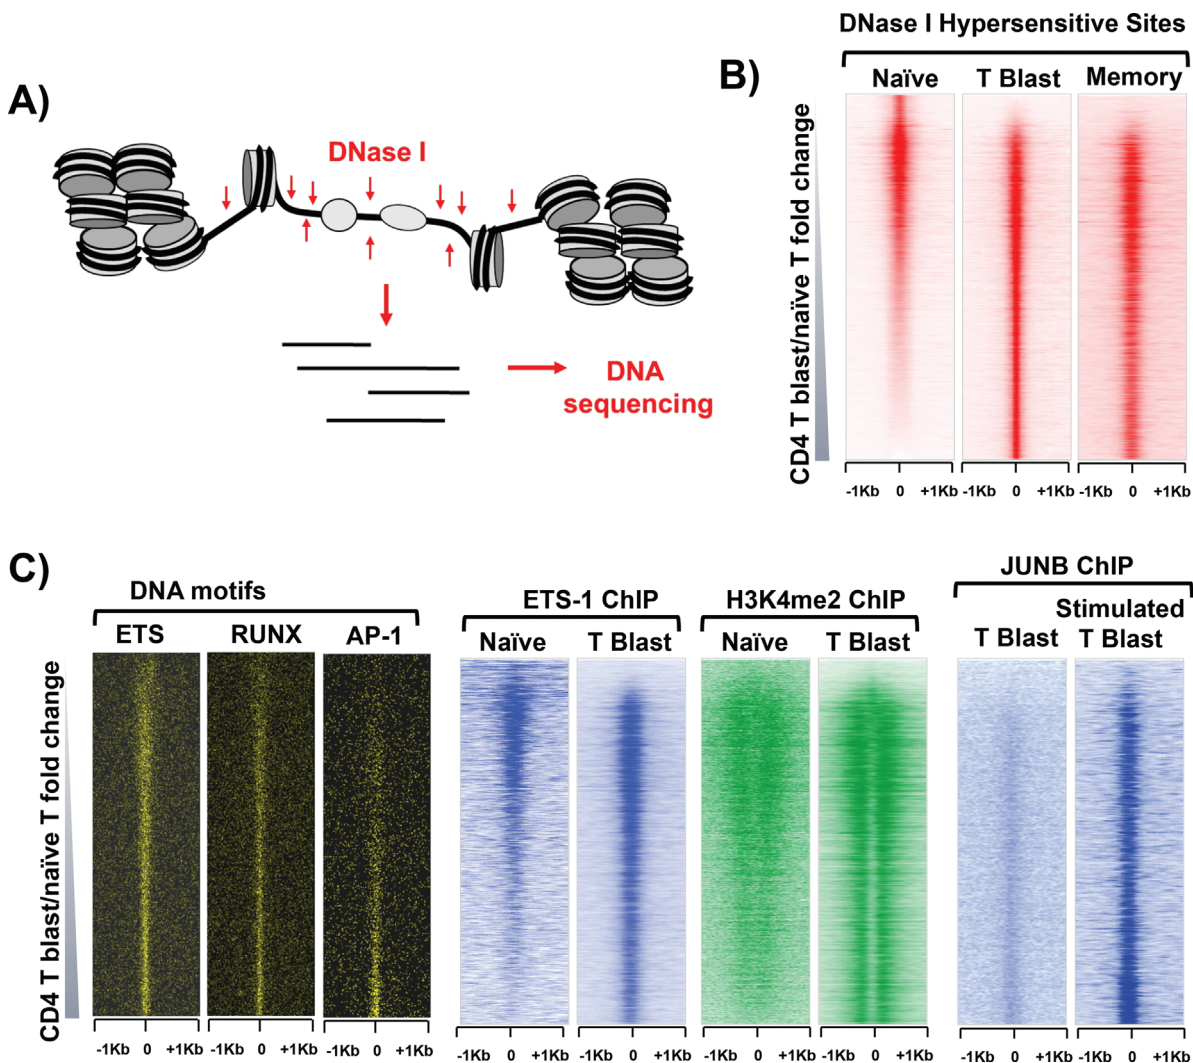 A)
DNase I
DNA
sequencing
B)
DNase I Hypersensitive Sites
Naïve T Blast Memory
CD4 T blast/naïve T fold change
-1Kb 0 +1Kb -1Kb 0 +1Kb -1Kb 0 +1Kb
C)
DNA motifs
ETS RUNX AP-1
CD4 T blast/naïve T fold change
-1Kb 0 +1Kb -1Kb 0 +1Kb -1Kb 0 +1Kb
ETS-1 ChIP
Naïve T Blast
-1Kb 0 +1Kb -1Kb 0 +1Kb
H3K4me2 ChIP
Naïve T Blast
-1Kb 0 +1Kb -1Kb 0 +1Kb
JUNB ChIP
Stimulated
T Blast T Blast
-1Kb 0 +1Kb -1Kb 0 +1Kb